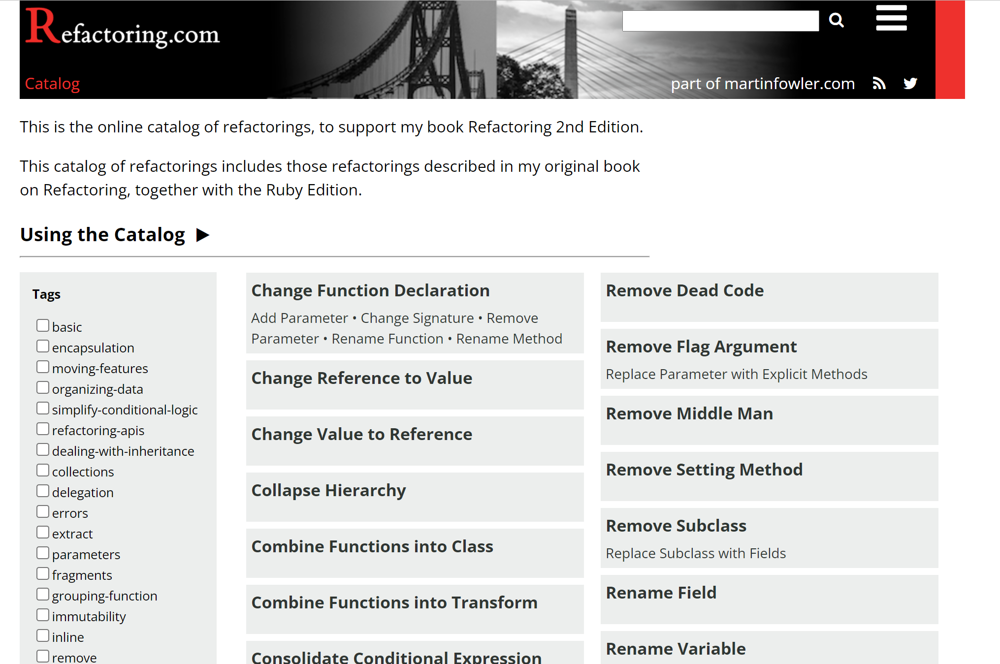 Refactoring.com
Catalog
part of martinfowler.com
This is the online catalog of refactorings, to support my book Refactoring 2nd Edition.
This catalog of refactorings includes those refactorings described in my original book
on Refactoring, together with the Ruby Edition.
Using the Catalog ▶
Tags
basic
encapsulation
moving-features
organizing-data
simplify-conditional-logic
refactoring-apis
dealing-with-inheritance
collections
delegation
errors
extract
parameters
fragments
grouping-function
immutability
inline
remove
Change Function Declaration
Add Parameter • Change Signature • Remove
Parameter • Rename Function • Rename Method
Change Reference to Value
Change Value to Reference
Collapse Hierarchy
Combine Functions into Class
Combine Functions into Transform
Consolidate Conditional Expression
Remove Dead Code
Remove Flag Argument
Replace Parameter with Explicit Methods
Remove Middle Man
Remove Setting Method
Remove Subclass
Replace Subclass with Fields
Rename Field
Rename Variable